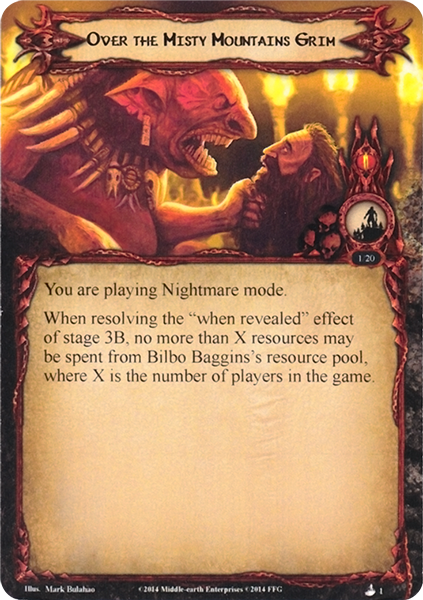 Over the Misty Mountains Grim
1/20
You are playing Nightmare mode.
When resolving the “when revealed” effect
of stage 3B, no more than X resources may
be spent from Bilbo Baggins’s resource pool,
where X is the number of players in the game.
Illus. Mark Bulahao ©2014 Middle-earth Enterprises ©2014 FFG 1